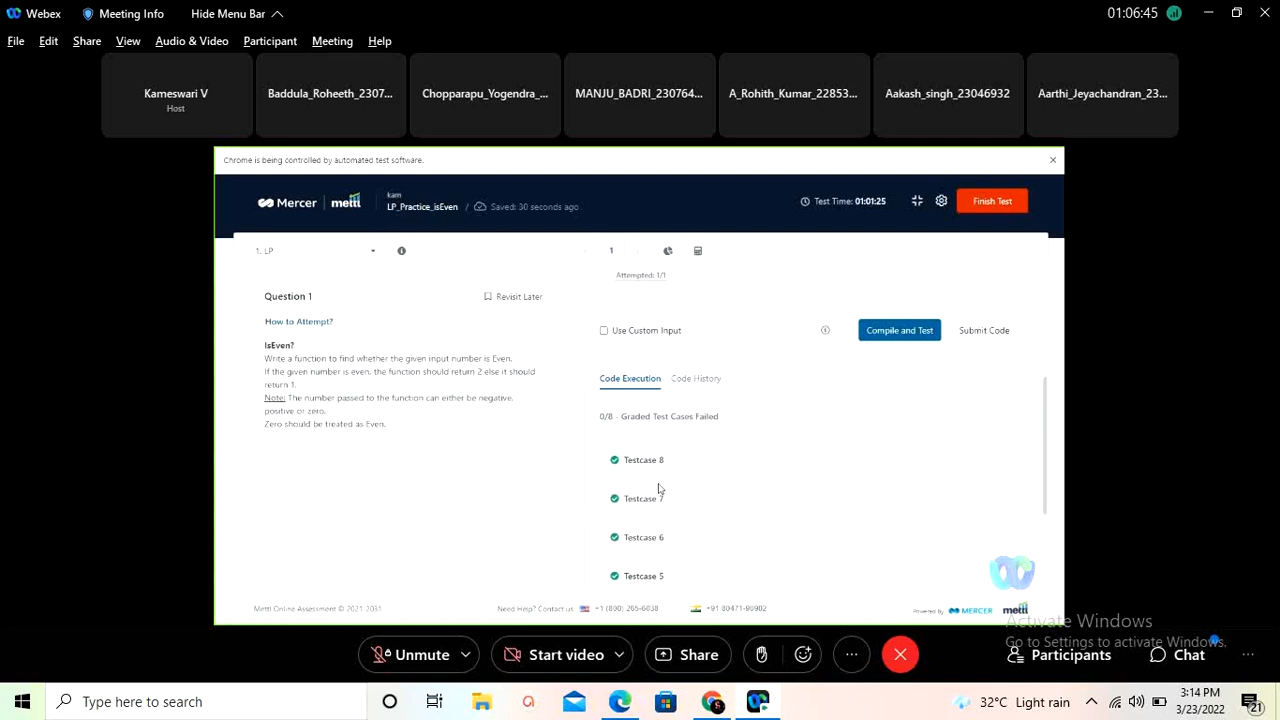 Webex Meeting Info Hide Menu Bar 01:06:45
File Edit Share View Audio & Video Participant Meeting Help
Kameswari V
Host
Baddula_Roheeth_2307...
Chopparapu_Yogendra_...
MANJU_BADRI_230764...
A_Rohith_Kumar_22853...
Aakash_singh_23046932
Aarthi_Jeyachandran_23...
Chrome is being controlled by automated test software.
Mercer | mettl
kam
LP_Practice_isEven / Saved: 30 seconds ago
Test Time: 01:01:25
Finish Test
1. LP
1
Attempted: 1/1
Question 1
Revisit Later
How to Attempt?
IsEven?
Write a function to find whether the given input number is Even.
If the given number is even, the function should return 2 else it should
return 1.
Note: The number passed to the function can either be negative,
positive or zero.
Zero should be treated as Even.
Use Custom Input
Compile and Test
Submit Code
Code Execution
Code History
0/8 - Graded Test Cases Failed
Testcase 8
Testcase 7
Testcase 6
Testcase 5
Mettl Online Assessment © 2021-2031
Need Help? Contact us
+1 (800) 265-6038
+91 80471-90902
Powered by MERCER mettl
Activate Windows
Go to Settings to activate Windows.
Unmute
Start video
Share
Participants
Chat
Type here to search
32°C Light rain
3:14 PM
3/23/2022
21